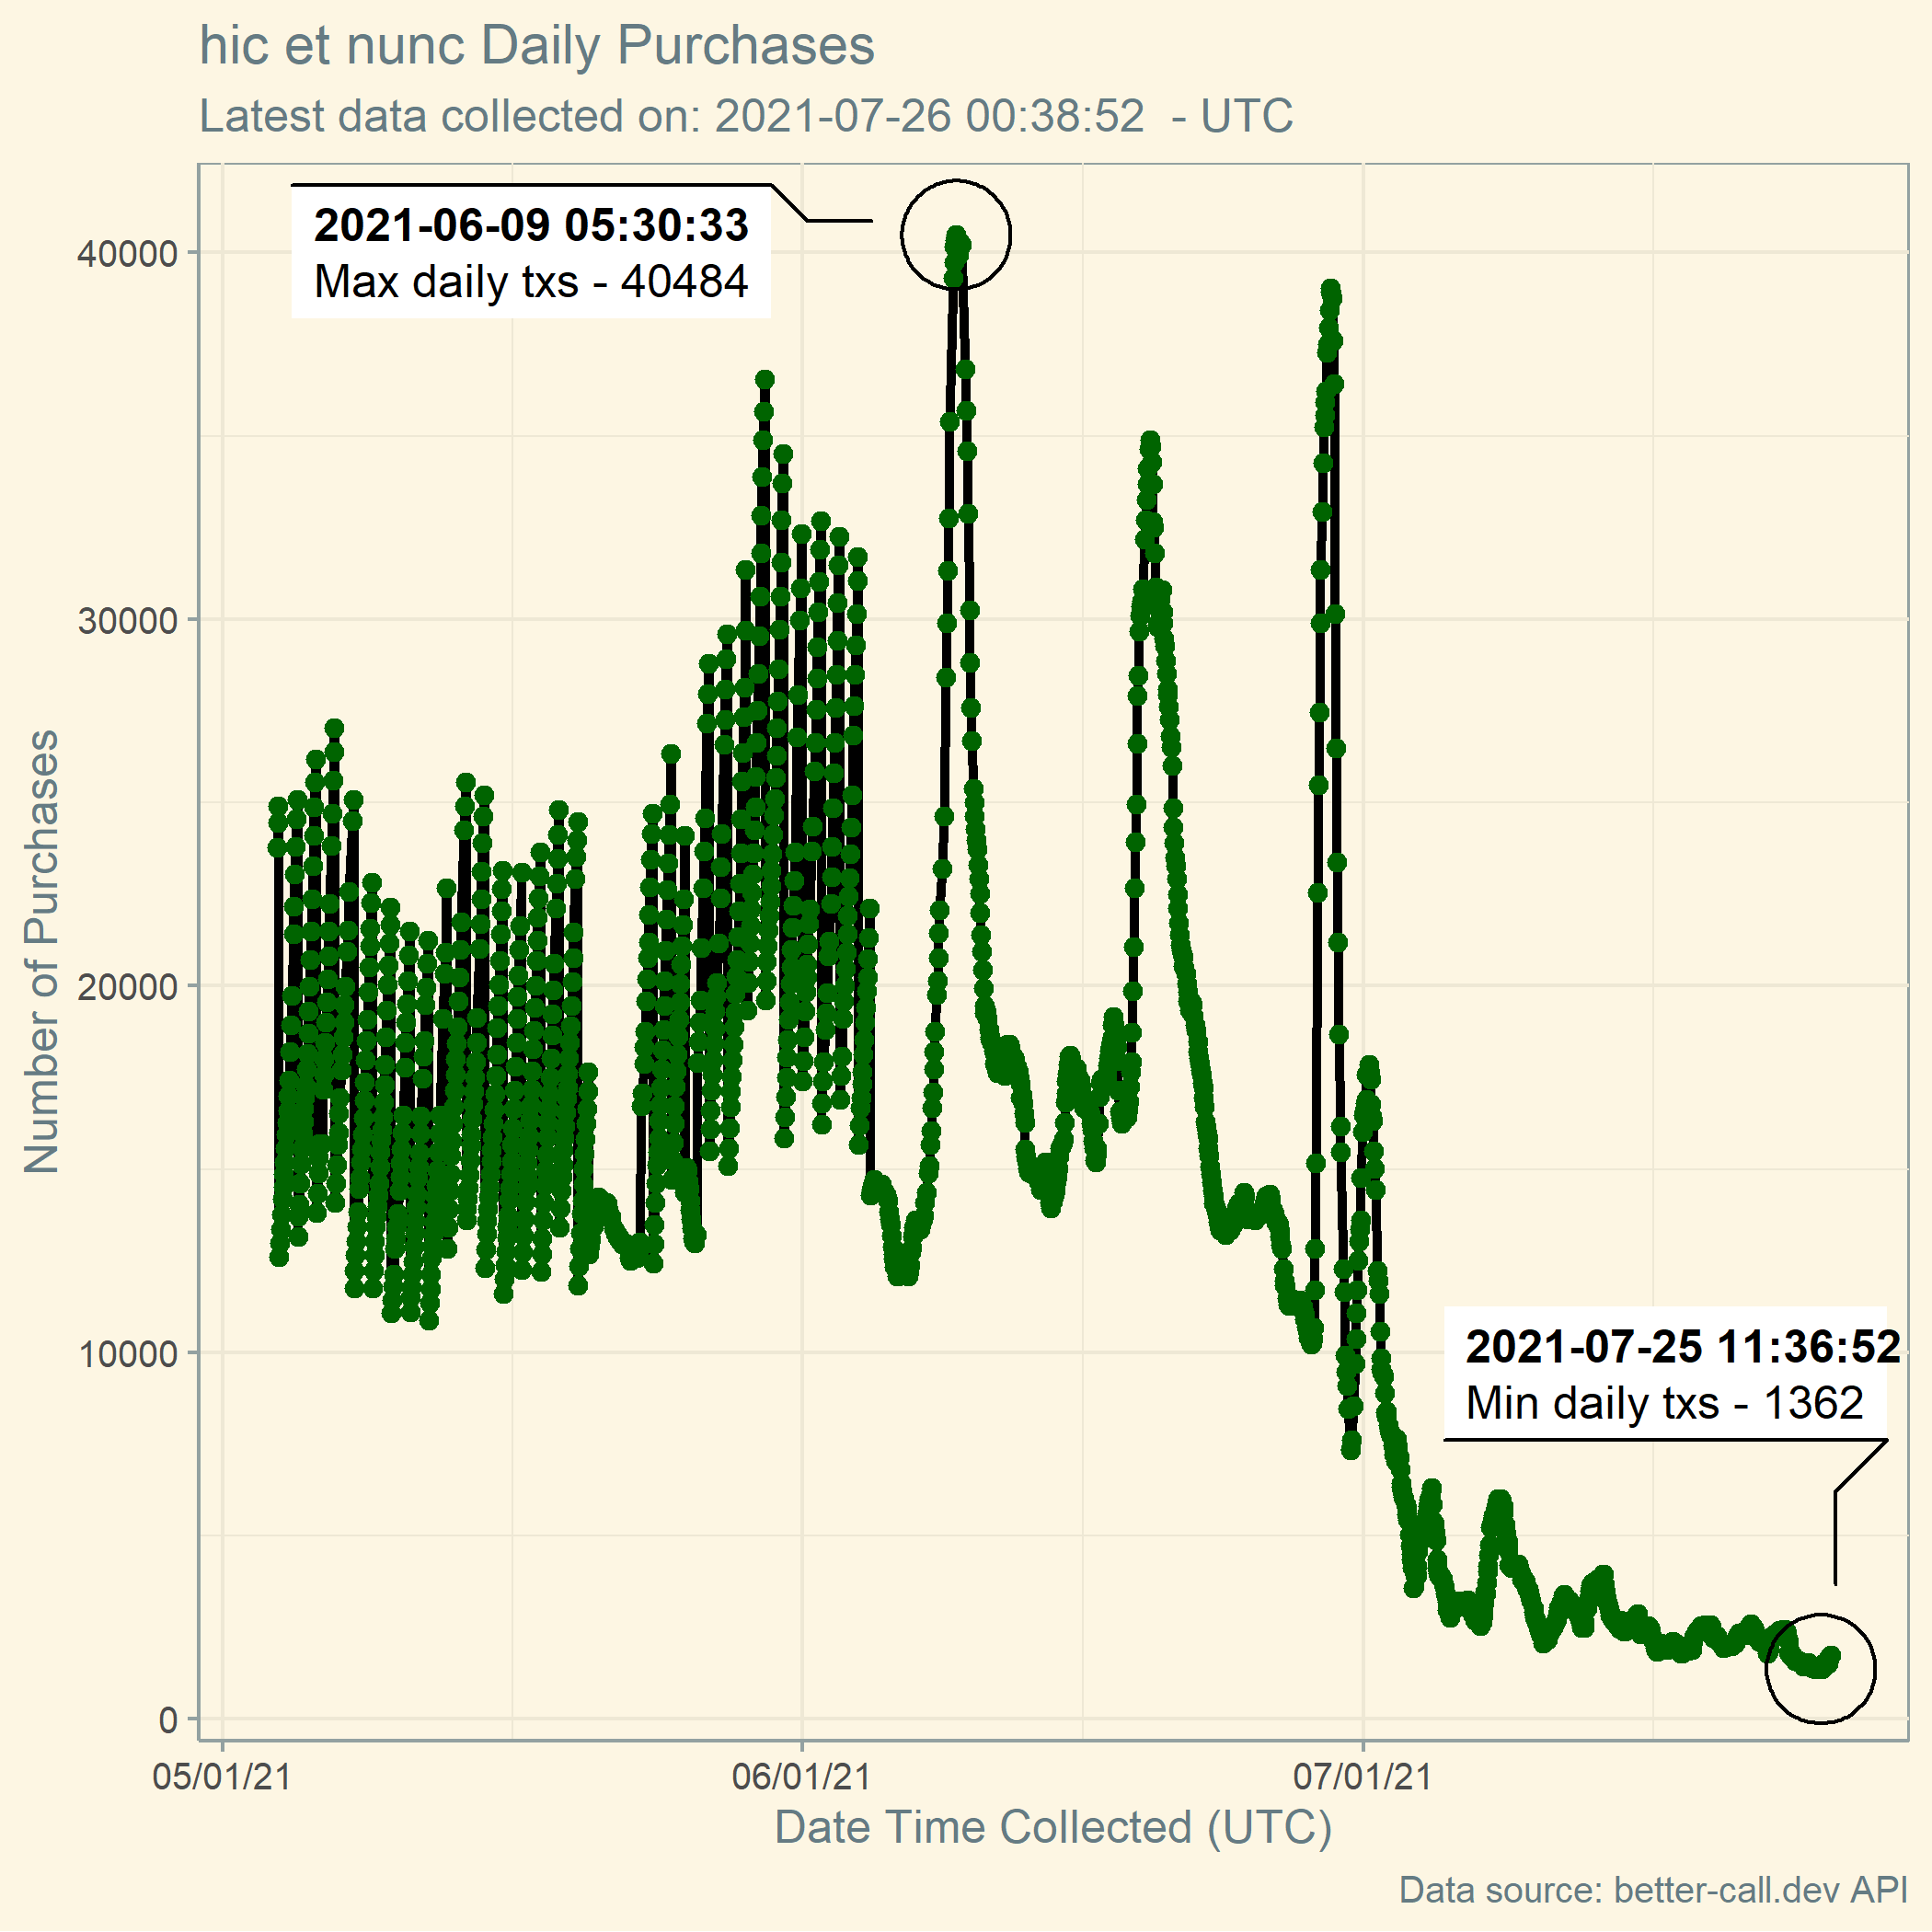 hic et nunc Daily Purchases
Latest data collected on: 2021-07-26 00:38:52  - UTC
2021-06-09 05:30:33
Max daily txs - 40484
40000
30000
20000
10000
0
Number of Purchases
2021-07-25 11:36:52
Min daily txs - 1362
05/01/21
06/01/21
07/01/21
Date Time Collected (UTC)
Data source: better-call.dev API